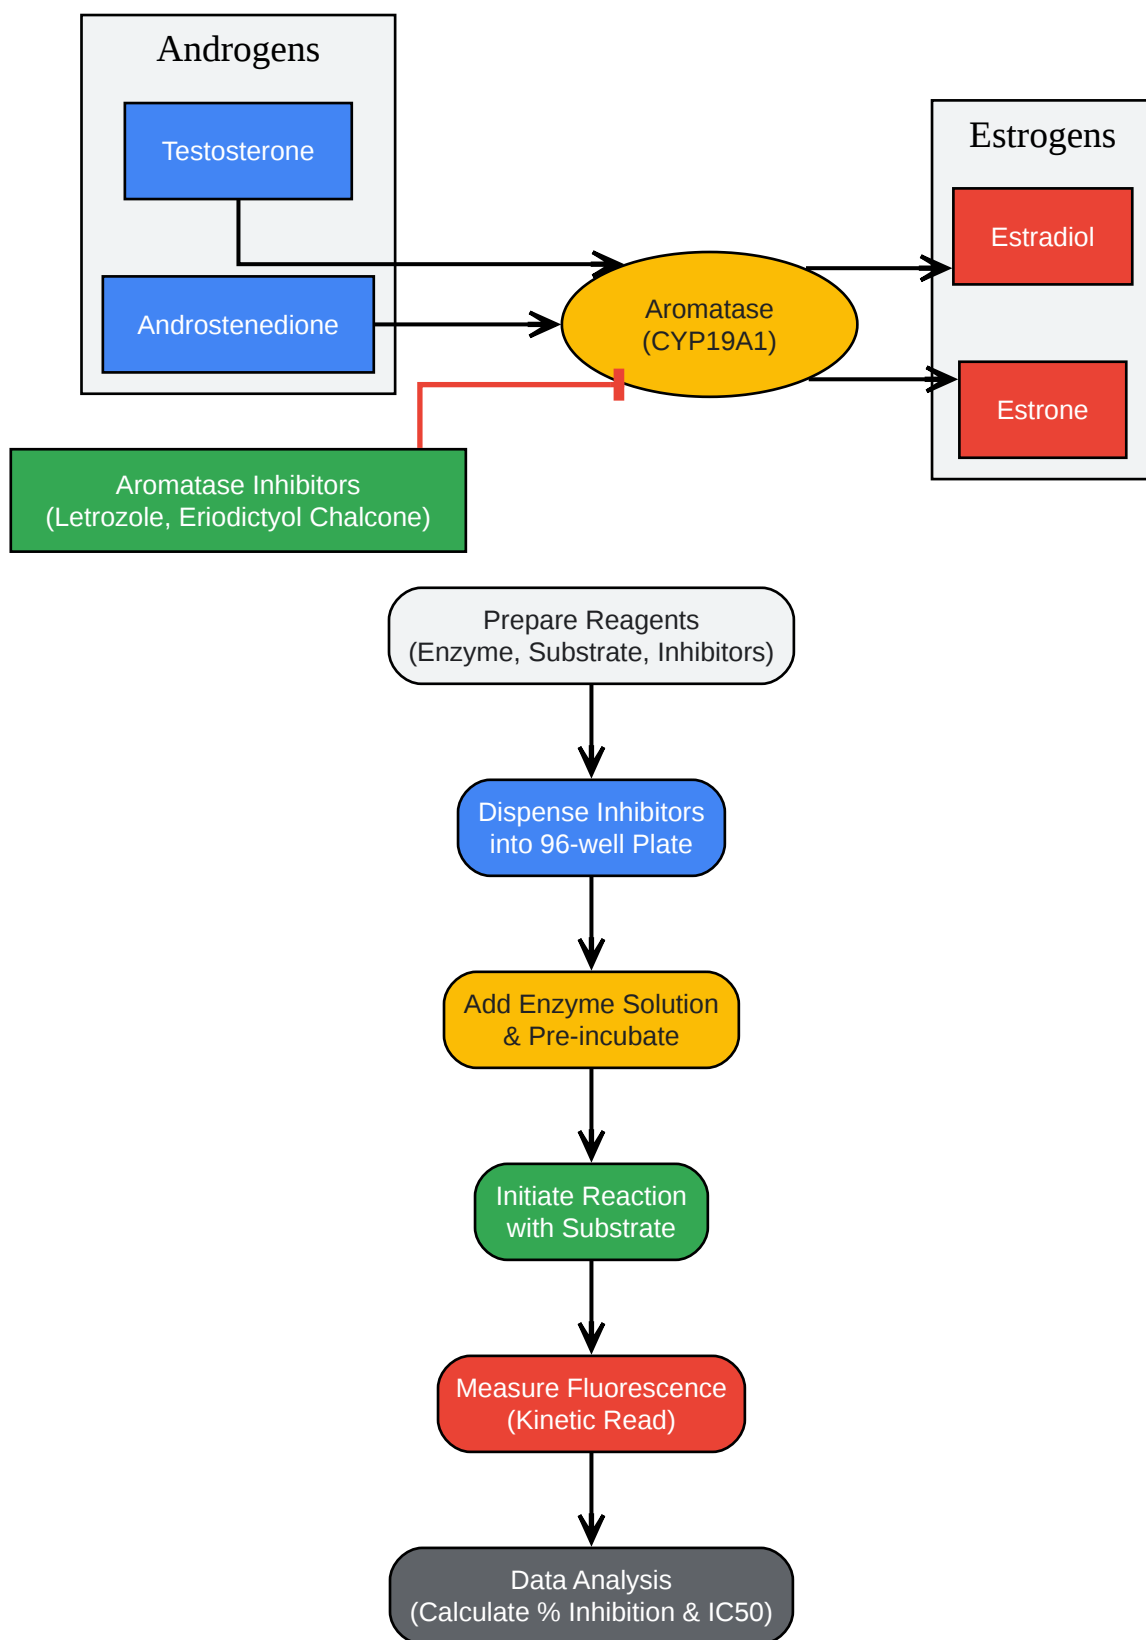 Androgens
Testosterone
Androstenedione
Aromatase
(CYP19A1)
Estrogens
Estradiol
Estrone
Aromatase Inhibitors
(Letrozole, Eriodictyol Chalcone)
Prepare Reagents
(Enzyme, Substrate, Inhibitors)
Dispense Inhibitors
into 96-well Plate
Add Enzyme Solution
& Pre-incubate
Initiate Reaction
with Substrate
Measure Fluorescence
(Kinetic Read)
Data Analysis
(Calculate % Inhibition & IC50)